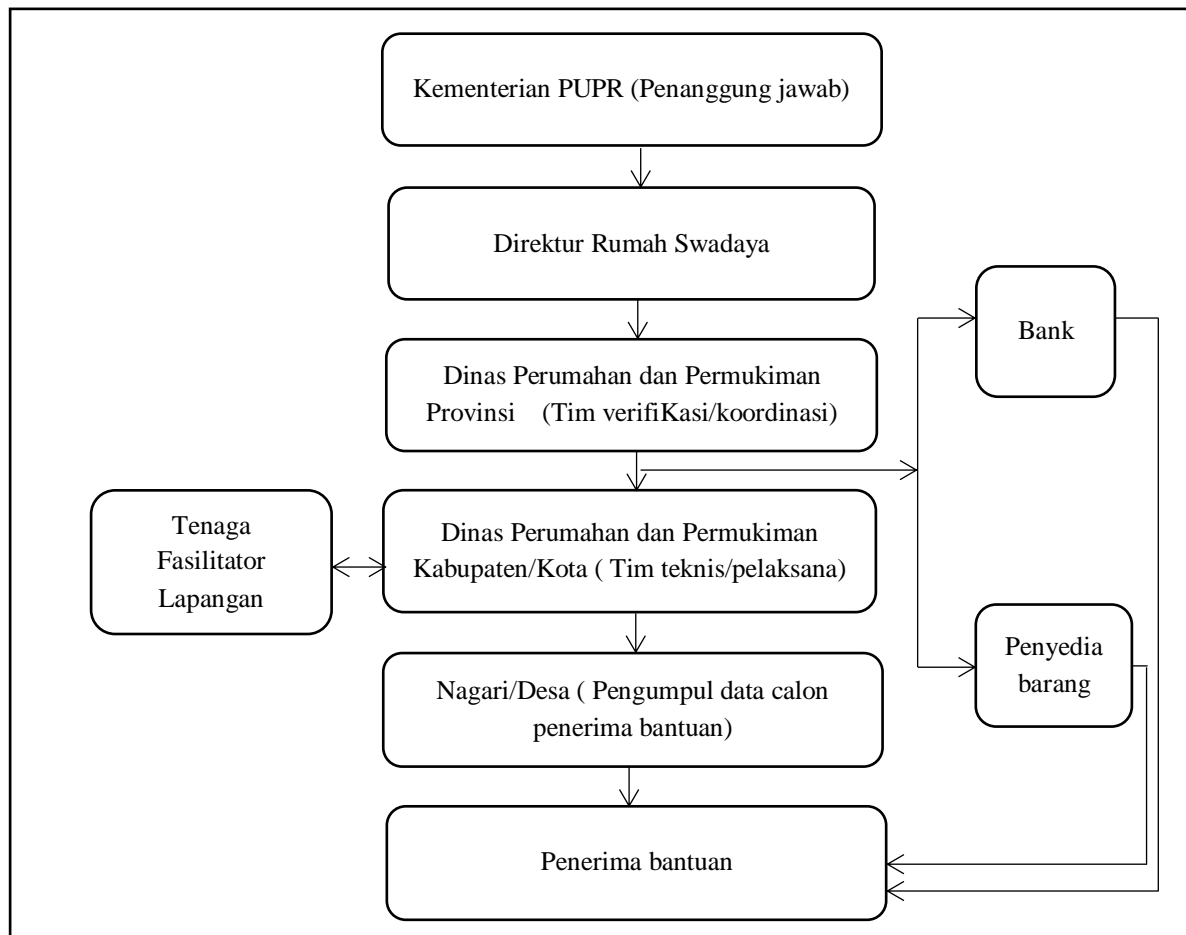 Kementerian PUPR (Penanggung jawab)
Direktur Rumah Swadaya
Bank
Dinas Perumahan dan Permukiman
Provinsi (Tim verifiKasi/koordinasi)
Tenaga
Fasilitator
Lapangan
Dinas Perumahan dan Permukiman
Kabupaten/Kota ( Tim teknis/pelaksana)
Penyedia
barang
Nagari/Desa ( Pengumpul data calon
penerima bantuan)
Penerima bantuan